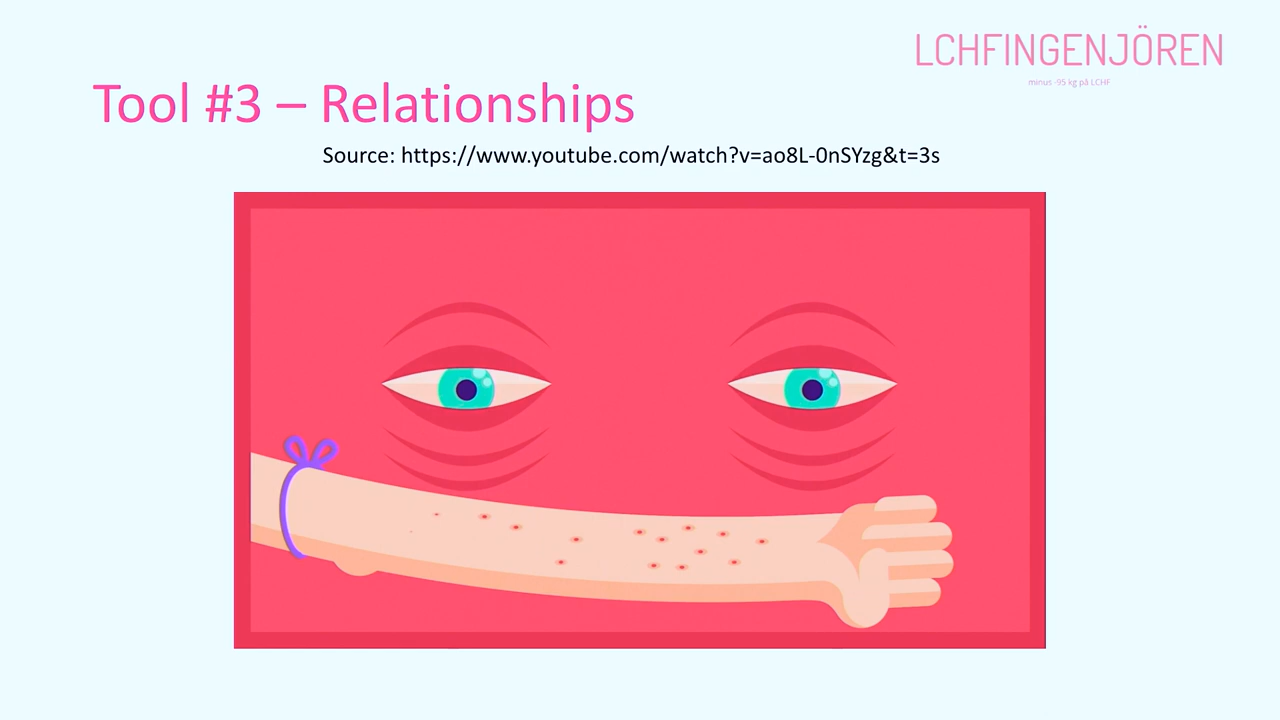 LCHFINGENJÖREN
minus -95 kg på LCHF
Tool #3 – Relationships
Source: https://www.youtube.com/watch?v=ao8L-0nSYzg&t=3s